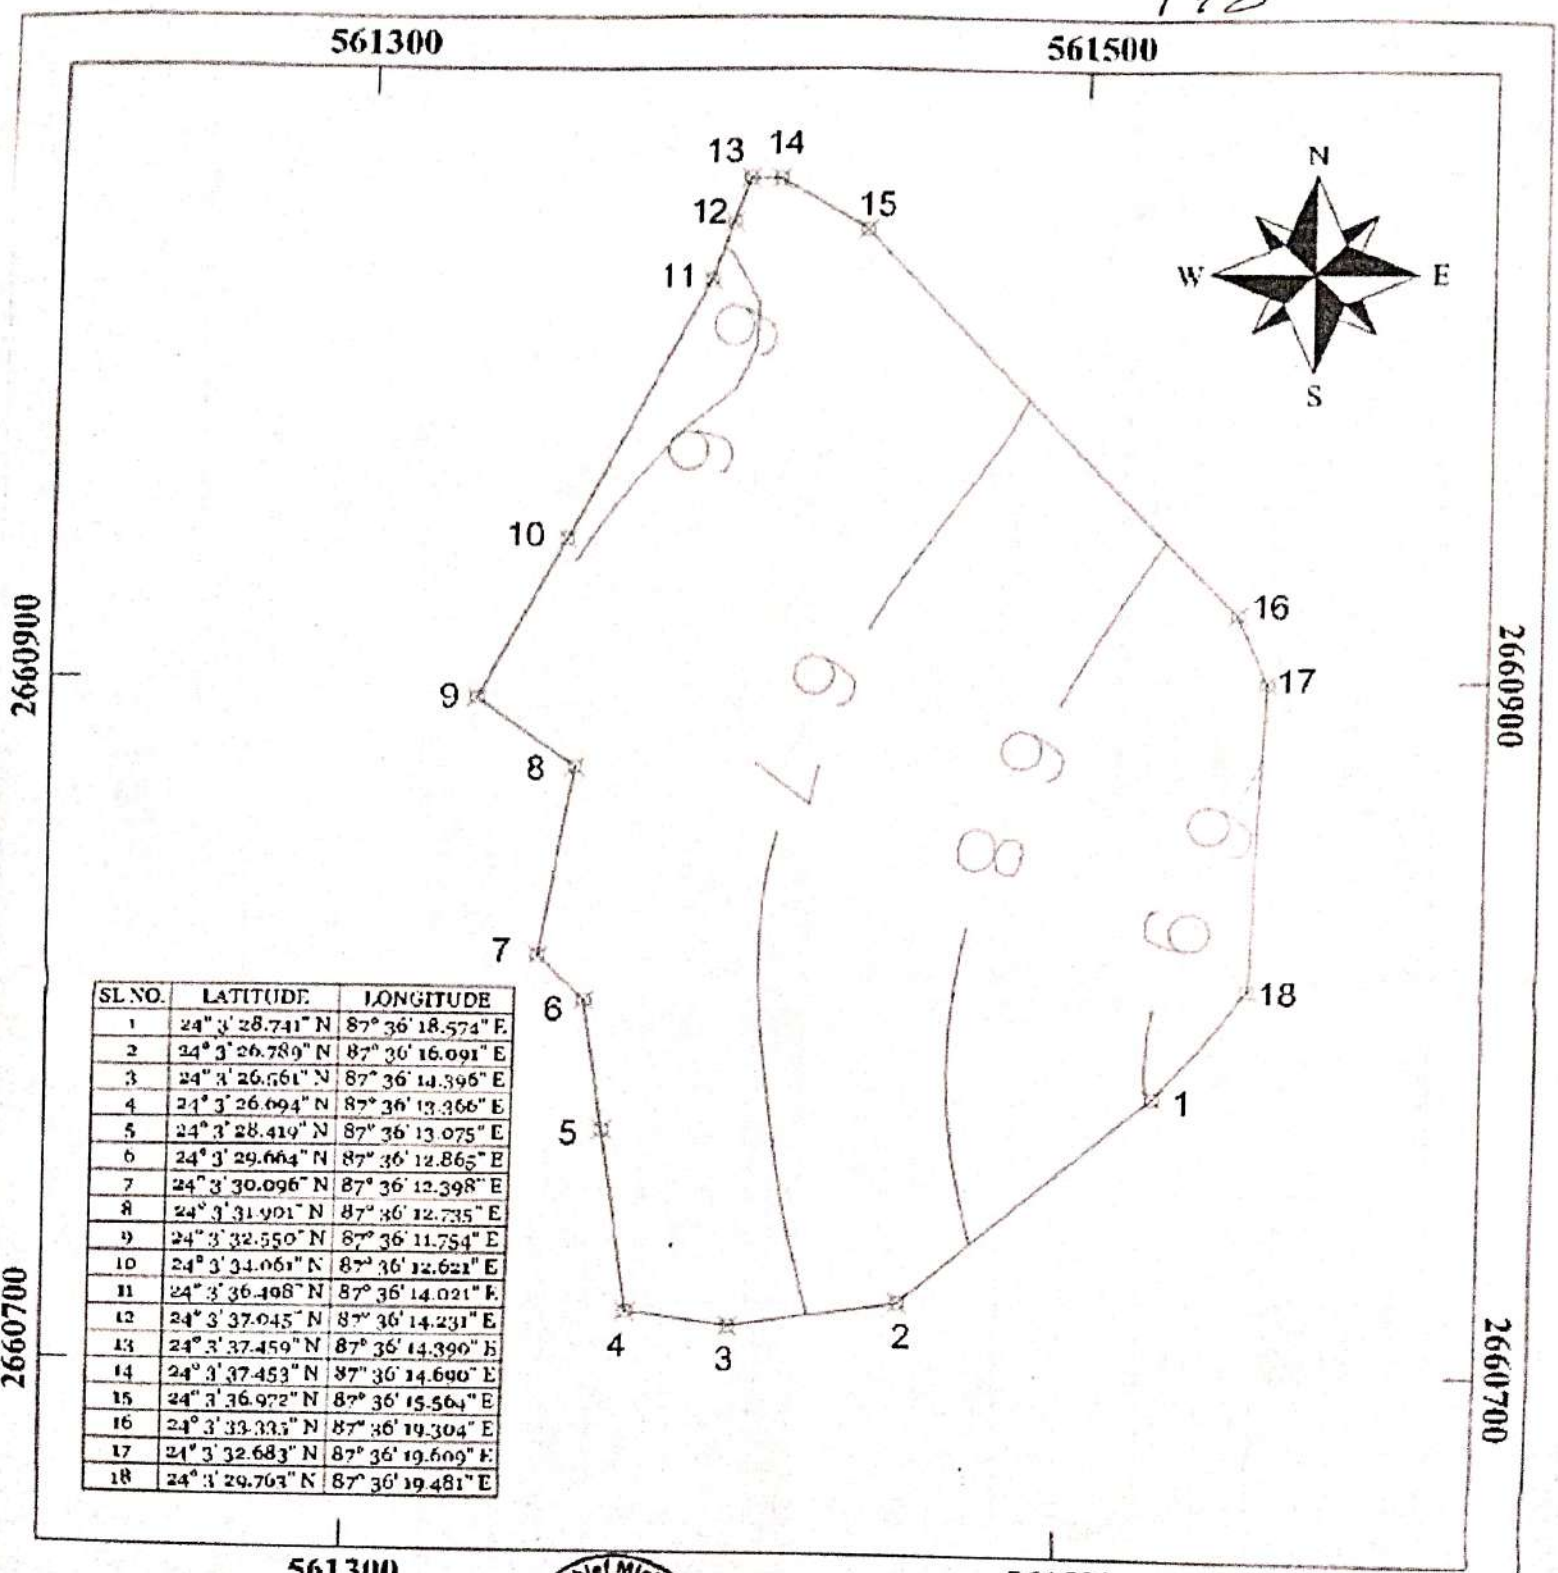 561300 561500
13 14
12 15
11
N
W E
S
9
9
10
16
2660900 2660900
17
9
9
8
7
6
8
9
6
9
7
6
18
1
5
4 3 2
2660700 2660700
SL NO. LATITUDE LONGITUDE
1 24° 3' 28.741" N 87° 36' 18.574" E
2 24° 3' 26.789" N 87° 36' 16.091" E
3 24° 3' 26.561" N 87° 36' 14.396" E
4 24° 3' 26.694" N 87° 36' 13.366" E
5 24° 3' 28.419" N 87° 36' 13.075" E
6 24° 3' 29.664" N 87° 36' 12.865" E
7 24° 3' 30.096" N 87° 36' 12.398" E
8 24° 3' 31.901" N 87° 36' 12.735" E
9 24° 3' 32.550" N 87° 36' 11.754" E
10 24° 3' 34.061" N 87° 36' 12.621" E
11 24° 3' 36.498" N 87° 36' 14.021" E
12 24° 3' 37.045" N 87° 36' 14.231" E
13 24° 3' 37.459" N 87° 36' 14.390" E
14 24° 3' 37.453" N 87° 36' 14.690" E
15 24° 3' 36.972" N 87° 36' 15.564" E
16 24° 3' 33.335" N 87° 36' 19.304" E
17 24° 3' 32.683" N 87° 36' 19.609" E
18 24° 3' 29.763" N 87° 36' 19.481" E
561300